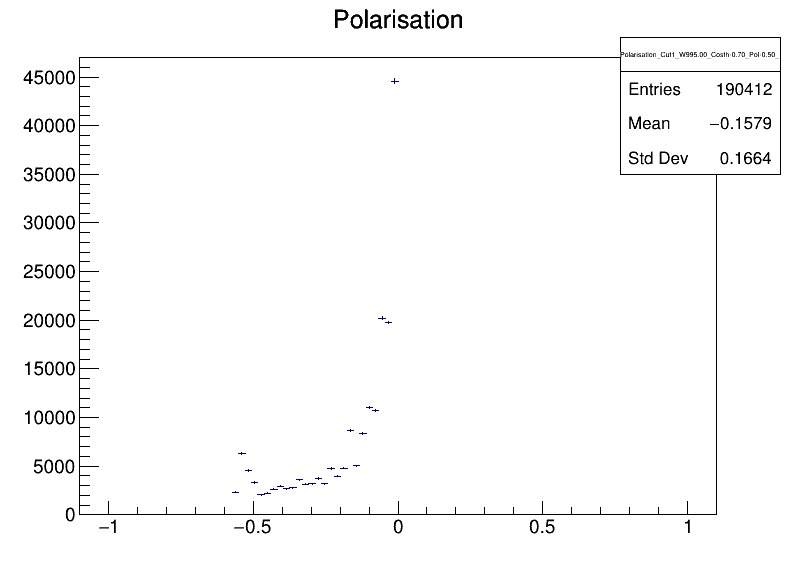 Polarisation
Polarisation_Cut1_W995.00_Costh-0.70_Pol-0.50_
Entries 190412
Mean −0.1579
Std Dev 0.1664
45000
40000
35000
30000
25000
20000
15000
10000
5000
0
−1 −0.5 0 0.5 1